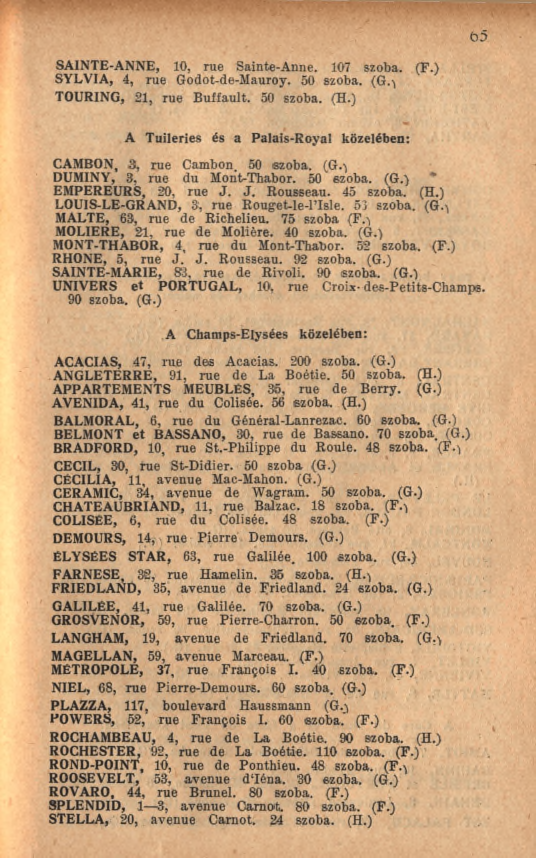 65
SAINTE-ANNE, 10, rue Sainte-Anne. 107 szoba. (F.)
SYLVIA, 4, rue Godot-de-Mauroy. 50 szoba. (G.)
TOURING, 21, rue Buffault. 50 szoba. (H.)
A Tuileries és a Palais-Royal közelében:
CAMBON, 3, rue Cambon. 50 szoba. (G.)
DUMINY, 3, rue du Mont-Thabor. 50 szoba. (G.)
EMPEREURS, 20, rue J. J. Rousseau. 45 szoba. (H.)
LOUIS-LE-GRAND, 3, rue Rouget-le-l'Isle. szoba. (G.)
MALTE, 63, rue de Richelieu. 75 szoba (F.)
MOLIERE, 21, rue de Molière. 40 szoba. (G.)
MONT-THABOR, 4, rue du Mont-Thabor. 52 szoba. (F.)
RHONE, 5, rue J. J. Rousseau. 92 szoba. (G.)
SAINTE-MARIE, 83, rue de Rivoli. 90 szoba. (G.)
UNIVERS et PORTUGAL, 10, rue Croix-des-Petits-Champs.
90 szoba. (G.)
A Champs-Elysées közelében:
ACACIAS, 47, rue des Acacias. 200 szoba. (G.)
ANGLETERRE, 91, rue de La Boétie. 50 szoba. (H.)
APPARTEMENTS MEUBLES, 35, rue de Berry. (G.)
AVENIDA, 41, rue du Colisée. 56 szoba. (H.)
BALMORAL, 6, rue du Général-Lanrezac. 60 szoba. (G.)
BELMONT et BASSANO, 30, rue de Bassano. 70 szoba. (G.)
BRADFORD, 10, rue St.-Philippe du Roule. 48 szoba. (F.)
CECIL, 30, rue St-Didier. 50 szoba (G.)
CECILIA, 11, avenue Mac-Mahon. (G.)
CERAMIC, 34, avenue de Wagram. 50 szoba. (G.)
CHATEAUBRIAND, 11, rue Balzac. 18 szoba. (F.)
COLISÉE, 6, rue du Colisée. 48 szoba. (F.)
DEMOURS, 14, rue Pierre Demours. (G.)
ÉLYSÉES STAR, 63, rue Galilée. 100 szoba. (G.)
FARNESE, 32, rue Hamelin. 35 szoba. (H.)
FRIEDLAND, 35, avenue de Friedland. 24 szoba. (G.)
GALILÉE, 41, rue Galilée. 70 szoba. (G.)
GROSVENOR, 59, rue Pierre-Charron. 50 szoba. (F.)
LANGHAM, 19, avenue de Friedland. 70 szoba. (G.)
MAGELLAN, 59, avenue Marceau. (F.)
MÉTROPOLE, 37, rue François I. 40 szoba. (F.)
NIEL, 68, rue Pierre-Demours. 60 szoba. (G.)
PLAZZA, 117, boulevard Haussmann (G.)
POWERS, 52, rue François I. 60 szoba. (F.)
ROCHAMBEAU, 4, rue de La Boétie. 90 szoba. (H.)
ROCHESTER, 92, rue de La Boétie. 110 szoba. (F.)
ROND-POINT, 10, rue de Ponthieu. 48 szoba. (F.)
ROOSEVELT, 53, avenue d'Iéna. 30 szoba. (G.)
ROVARO, 44, rue Brunel. 80 szoba. (F.)
SPLENDID, 1—3, avenue Carnot. 80 szoba. (F.)
STELLA, 20, avenue Carnot. 24 szoba. (H.)